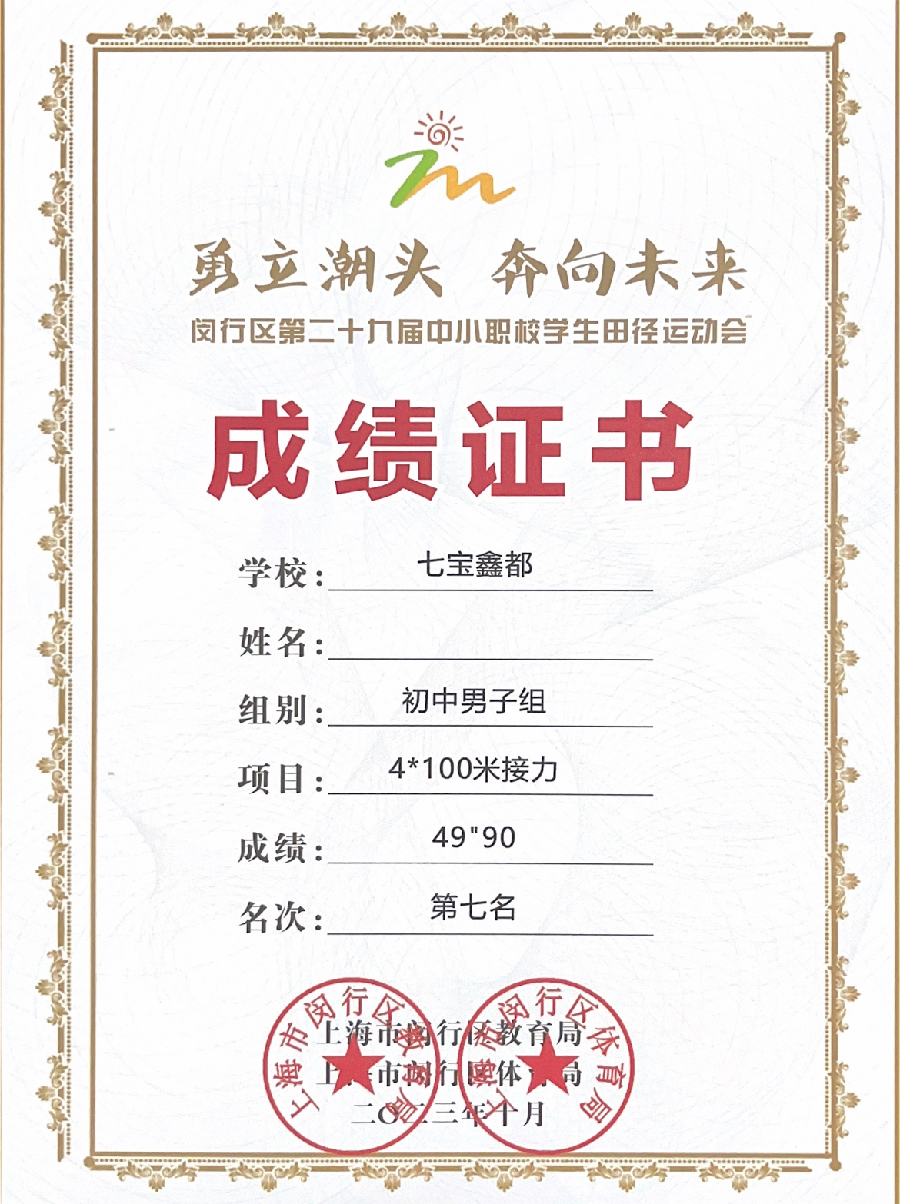 勇立潮头 奔向未来
闵行区第二十九届中小职校学生田径运动会
成绩证书
学校: 七宝鑫都
姓名:
组别: 初中男子组
项目: 4*100米接力
成绩: 49"90
名次: 第七名
上海市闵行区教育局
上海市闵行区体育局
二〇二三年十月
上海市闵行区教育局
上海市闵行区体育局